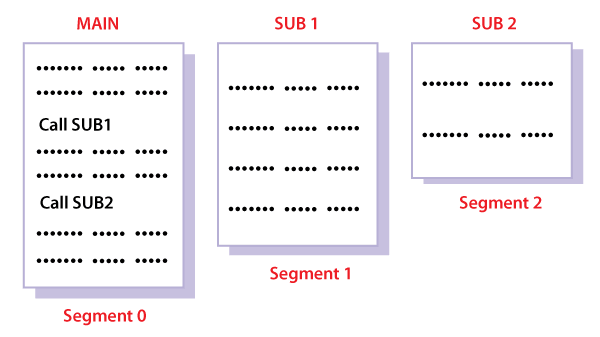 MAIN
SUB 1
SUB 2
Call SUB1
Call SUB2
Segment 0
Segment 1
Segment 2